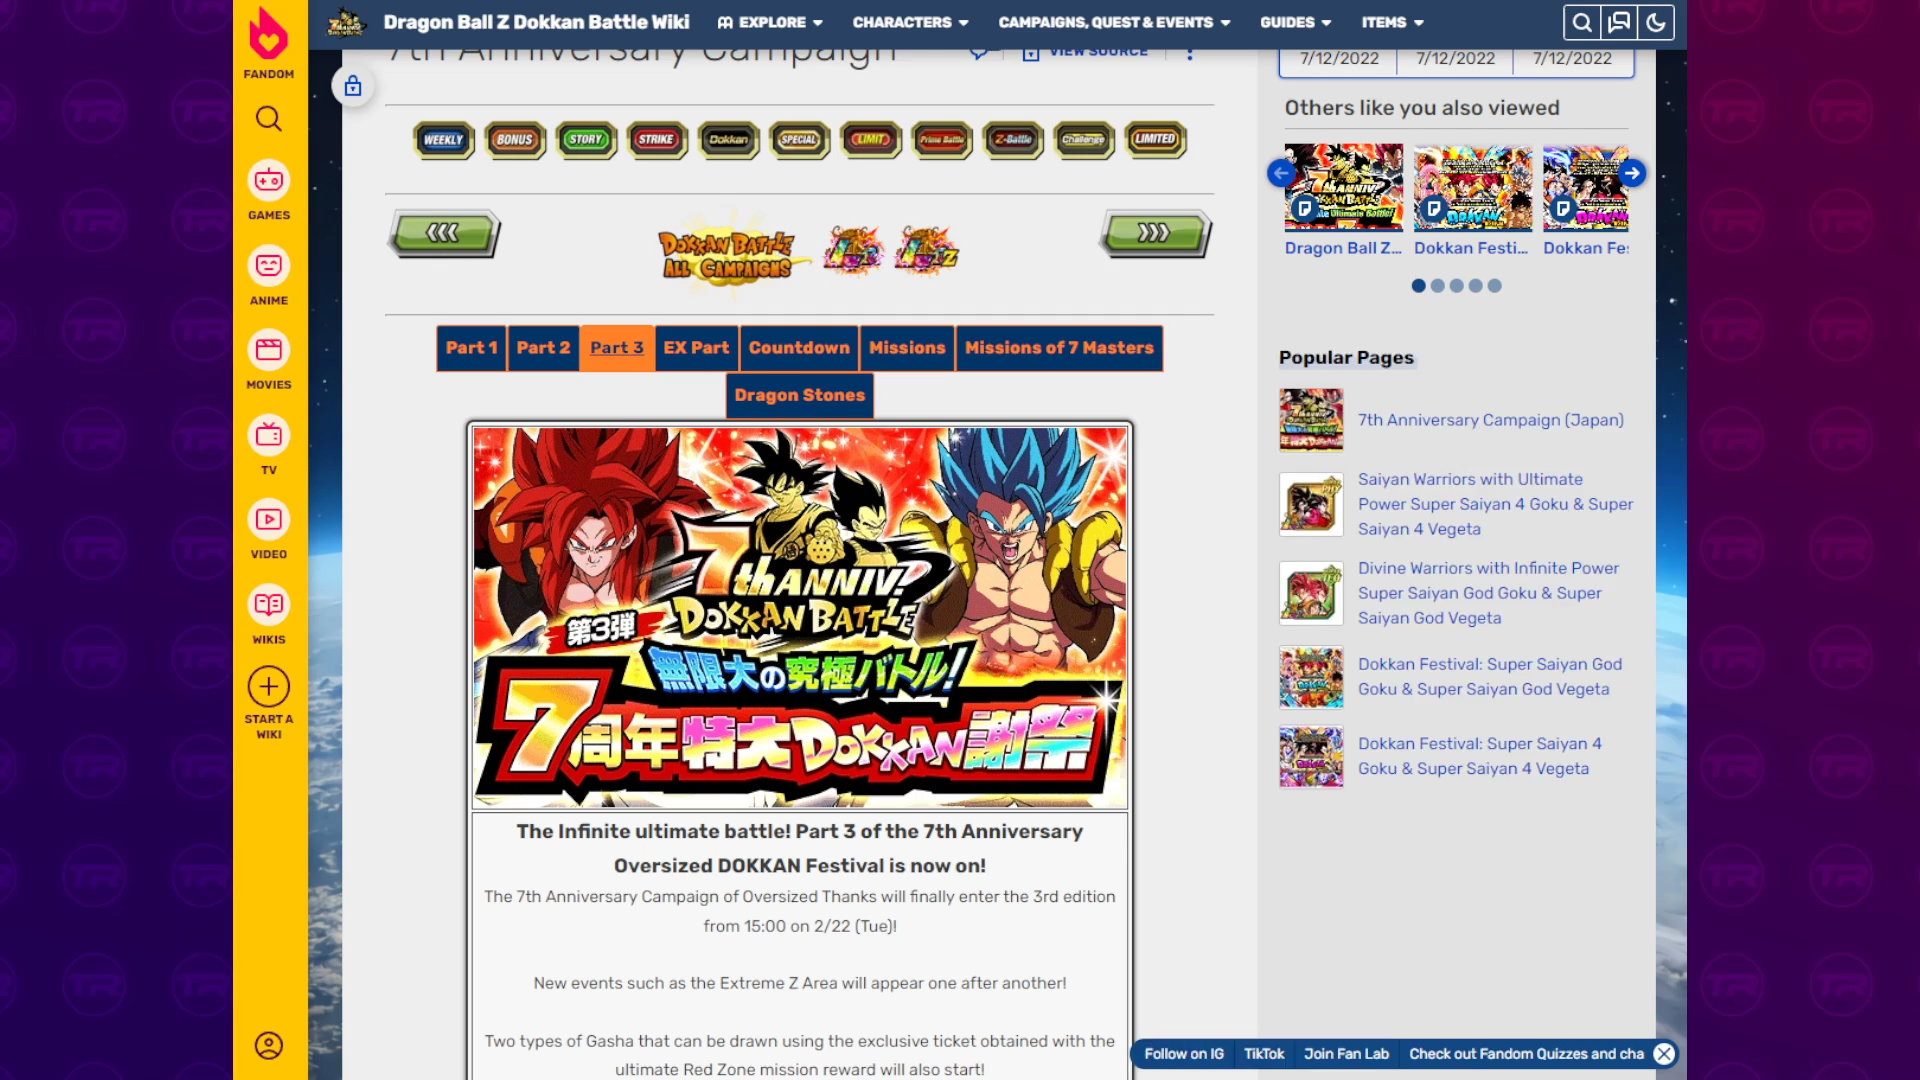 FANDOM
GAMES
ANIME
MOVIES
TV
VIDEO
WIKIS
START A
WIKI
Dragon Ball Z Dokkan Battle Wiki
EXPLORE
CHARACTERS
CAMPAIGNS, QUEST & EVENTS
GUIDES
ITEMS
7th Anniversary Campaign
VIEW SOURCE
WEEKLY
BONUS
STORY
STRIKE
Dokkan
SPECIAL
LIMIT
Prime Battle
Z-Battle
Challenge
LIMITED
DOKKAN BATTLE
ALL CAMPAIGNS
Part 1
Part 2
Part 3
EX Part
Countdown
Missions
Missions of 7 Masters
Dragon Stones
7thANNIV.
DOKKAN BATTLE
第3弾
無限大の究極バトル!
7周年特大DOKKAN謝祭
The Infinite ultimate battle! Part 3 of the 7th Anniversary
Oversized DOKKAN Festival is now on!
The 7th Anniversary Campaign of Oversized Thanks will finally enter the 3rd edition
from 15:00 on 2/22 (Tue)!
New events such as the Extreme Z Area will appear one after another!
Two types of Gasha that can be drawn using the exclusive ticket obtained with the
ultimate Red Zone mission reward will also start!
7/12/2022
7/12/2022
7/12/2022
Others like you also viewed
Dragon Ball Z...
Dokkan Festi...
Dokkan Fes
Popular Pages
7th Anniversary Campaign (Japan)
Saiyan Warriors with Ultimate
Power Super Saiyan 4 Goku & Super
Saiyan 4 Vegeta
Divine Warriors with Infinite Power
Super Saiyan God Goku & Super
Saiyan God Vegeta
Dokkan Festival: Super Saiyan God
Goku & Super Saiyan God Vegeta
Dokkan Festival: Super Saiyan 4
Goku & Super Saiyan 4 Vegeta
Follow on IG
TikTok
Join Fan Lab
Check out Fandom Quizzes and cha